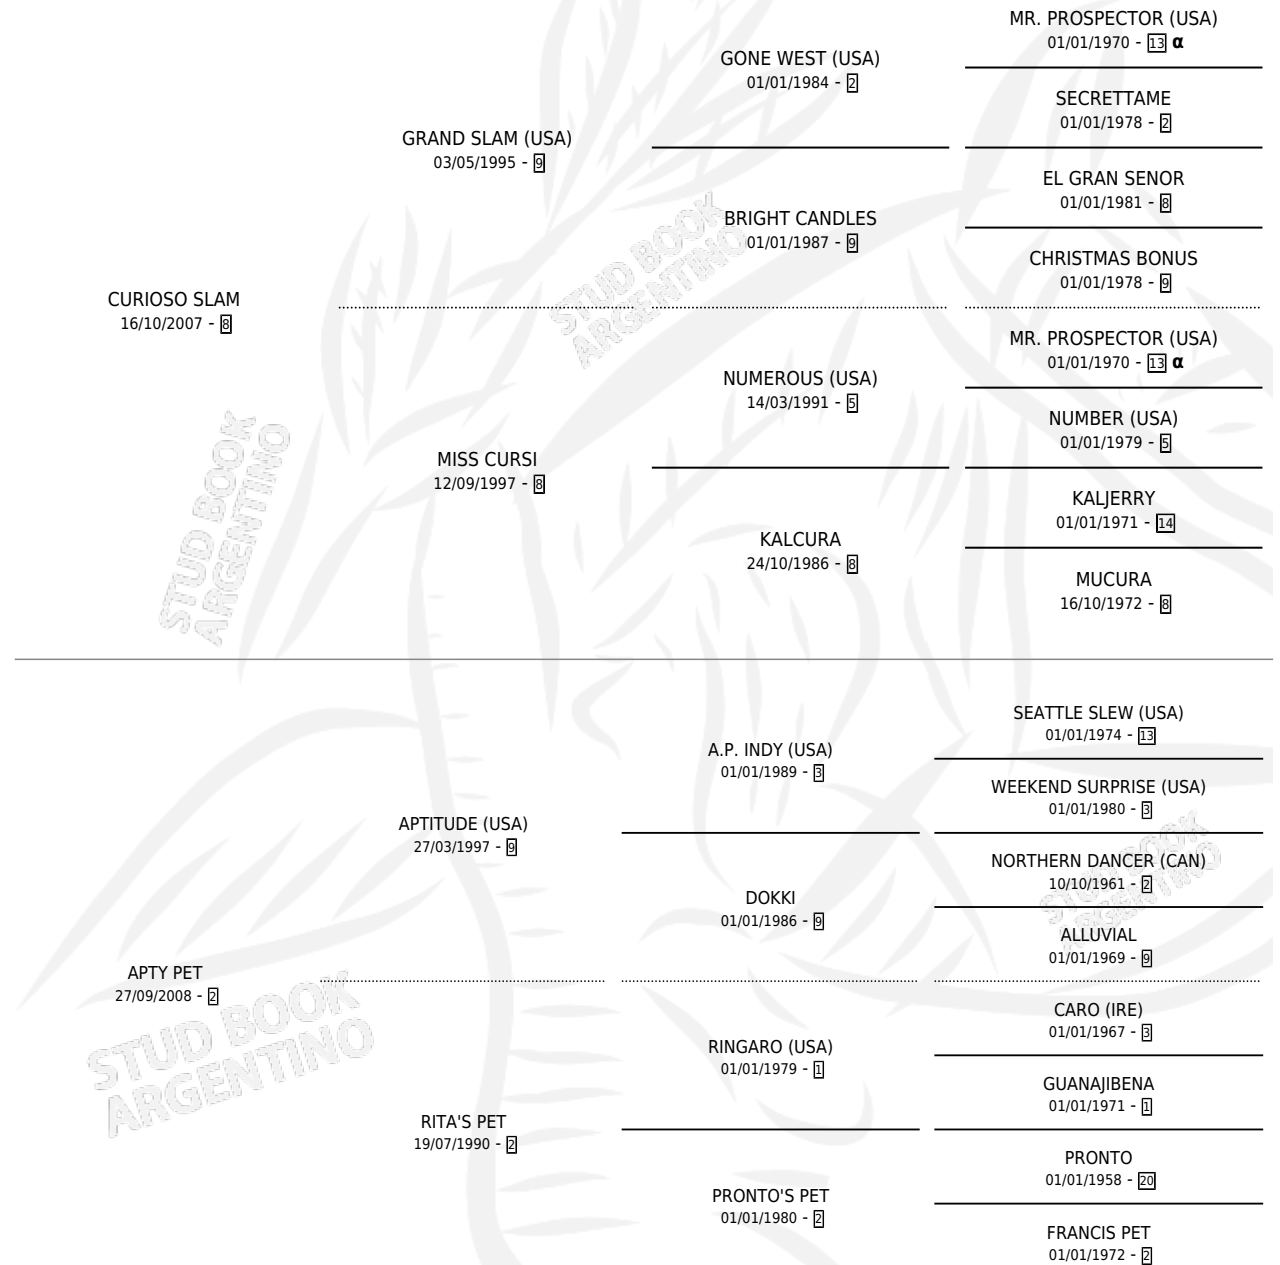 MR. PROSPECTOR (USA)
01/01/1970 - 13 α
GONE WEST (USA)
01/01/1984 - 2
SECRETTAME
01/01/1978 - 2
GRAND SLAM (USA)
03/05/1995 - 9
EL GRAN SENOR
01/01/1981 - 8
BRIGHT CANDLES
01/01/1987 - 9
CHRISTMAS BONUS
01/01/1978 - 9
CURIOSO SLAM
16/10/2007 - 8
MR. PROSPECTOR (USA)
01/01/1970 - 13 α
NUMEROUS (USA)
14/03/1991 - 5
NUMBER (USA)
01/01/1979 - 5
MISS CURSI
12/09/1997 - 8
KALJERRY
01/01/1971 - 14
KALCURA
24/10/1986 - 8
MUCURA
16/10/1972 - 8
STUD BOOK
ARGENTINO
STUD BOOK
ARGENTINO
SEATTLE SLEW (USA)
01/01/1974 - 13
A.P. INDY (USA)
01/01/1989 - 3
WEEKEND SURPRISE (USA)
01/01/1980 - 3
APTITUDE (USA)
27/03/1997 - 9
NORTHERN DANCER (CAN)
10/10/1961 - 2
DOKKI
01/01/1986 - 9
ALLUVIAL
01/01/1969 - 9
APTY PET
27/09/2008 - 2
CARO (IRE)
01/01/1967 - 3
RINGARO (USA)
01/01/1979 - 1
GUANAJIBENA
01/01/1971 - 1
RITA'S PET
19/07/1990 - 2
PRONTO
01/01/1958 - 20
PRONTO'S PET
01/01/1980 - 2
FRANCIS PET
01/01/1972 - 2
STUD BOOK
ARGENTINO
STUD BOOK
ARGENTINO